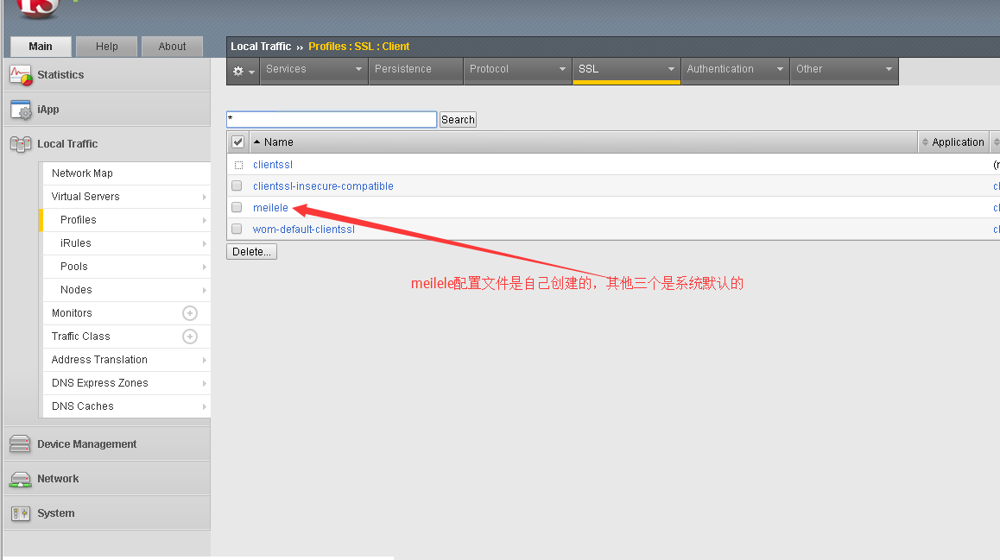 Main
Help
About
Local Traffic » Profiles : SSL : Client
Services
Persistence
Protocol
SSL
Authentication
Other
Statistics
iApp
Local Traffic
Network Map
Virtual Servers
Profiles
iRules
Pools
Nodes
Monitors
Traffic Class
Address Translation
DNS Express Zones
DNS Caches
Device Management
Network
System
*
Search
Name
Application
clientssl
clientssl-insecure-compatible
meilele
wom-default-clientssl
Delete...
meilele配置文件是自己创建的，其他三个是系统默认的